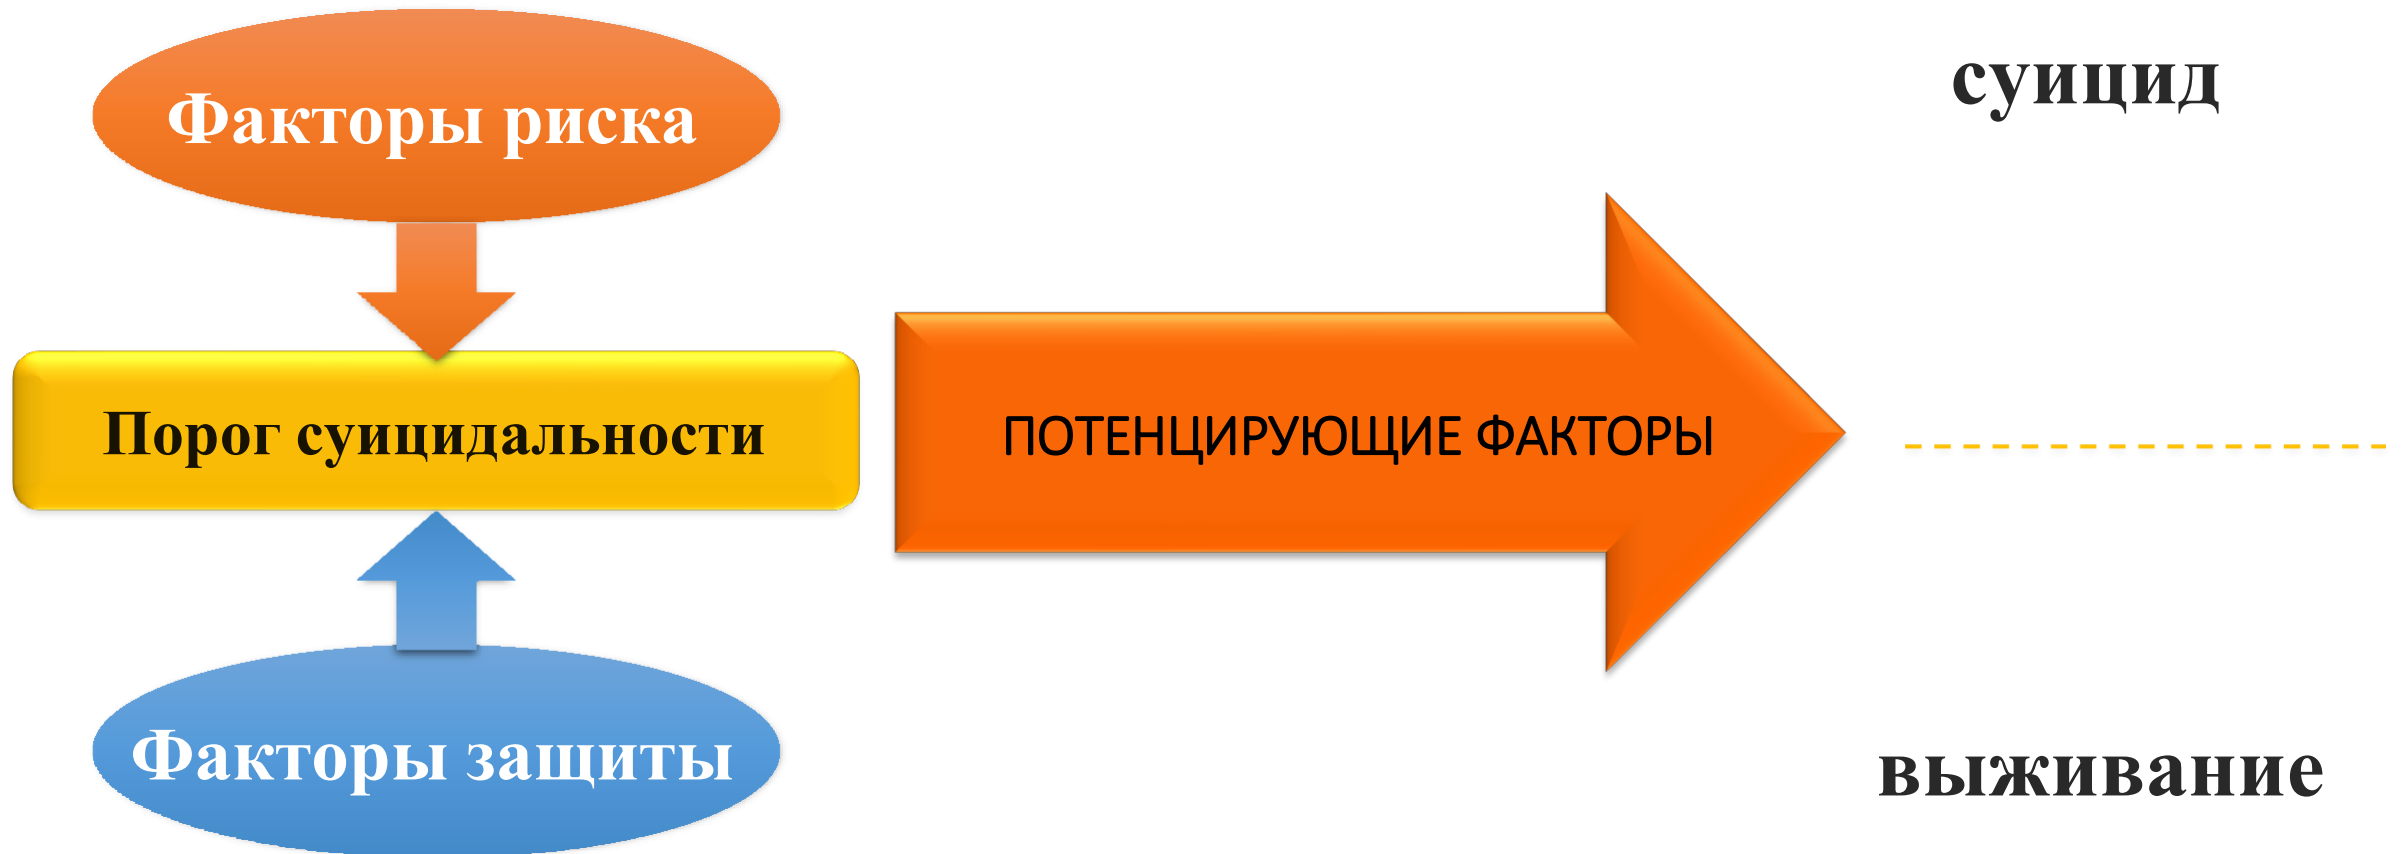 Факторы риска
суицид
Порог суицидальности
ПОТЕНЦИРУЮЩИЕ ФАКТОРЫ
Факторы защиты
выживание